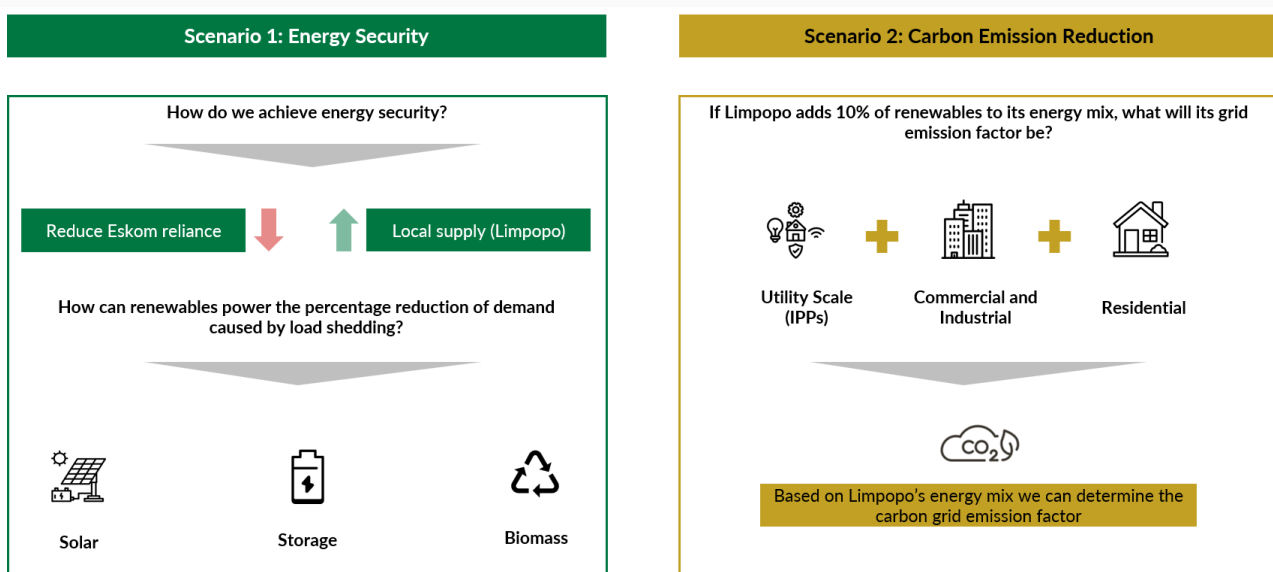 Scenario 1: Energy Security
How do we achieve energy security?
Reduce Eskom reliance
Local supply (Limpopo)
How can renewables power the percentage reduction of demand
caused by load shedding?
Solar
Storage
Biomass
Scenario 2: Carbon Emission Reduction
If Limpopo adds 10% of renewables to its energy mix, what will its grid
emission factor be?
Utility Scale
(IPPs)
Commercial and
Industrial
Residential
CO₂
Based on Limpopo’s energy mix we can determine the
carbon grid emission factor